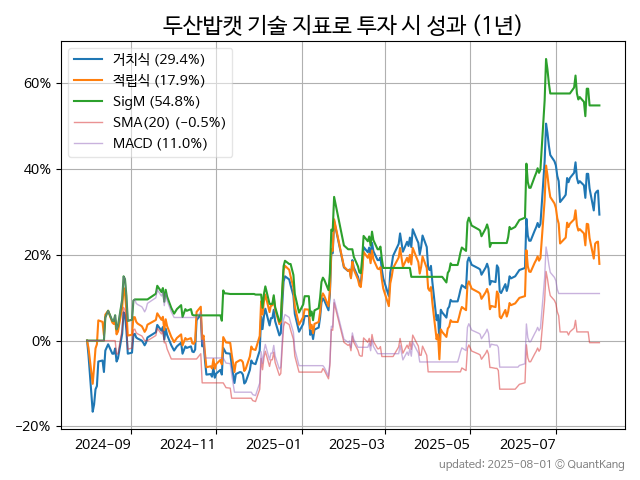 두산밥캣 기술 지표로 투자 시 성과 (1년)
거치식 (29.4%)
적립식 (17.9%)
SigM (54.8%)
SMA(20) (−0.5%)
MACD (11.0%)
60%
40%
20%
0%
−20%
2024-09 2024-11 2025-01 2025-03 2025-05 2025-07
updated: 2025-08-01 © QuantKang